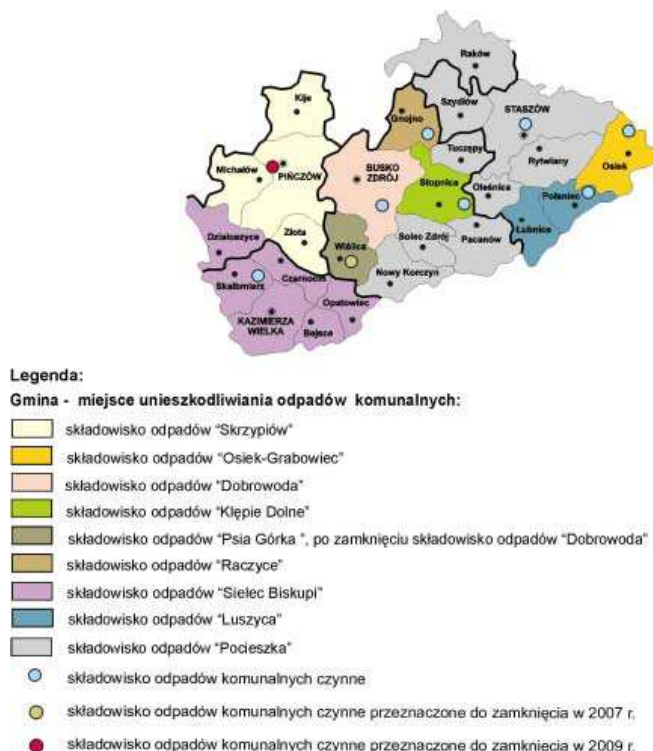 Raków
Kije
Szydłów
STASZÓW
Gnojno
Tuczępy
Rytwiany
Osiek
Michałów
PIŃCZÓW
BUSKO
ZDRÓJ
Stopnica
Oleśnica
Połaniec
Łubnice
Działoszyce
Złota
Wiślica
Solec Zdrój
Pacanów
Skalbmierz
Czarnocin
Nowy Korczyn
Opatowiec
KAZIMIERZA
WIELKA
Bejsce
Legenda:
Gmina - miejsce unieszkodliwiania odpadów komunalnych:
składowisko odpadów “Skrzypiów”
składowisko odpadów “Osiek-Grabowiec”
składowisko odpadów “Dobrowoda”
składowisko odpadów “Klępie Dolne”
składowisko odpadów “Psia Górka ”, po zamknięciu składowisko odpadów “Dobrowoda”
składowisko odpadów “Raczyce”
składowisko odpadów “Sielec Biskupi”
składowisko odpadów “Luszyca”
składowisko odpadów “Pocieszka”
składowisko odpadów komunalnych czynne
składowisko odpadów komunalnych czynne przeznaczone do zamknięcia w 2007 r.
składowisko odpadów komunalnych czynne przeznaczone do zamknięcia w 2009 r.